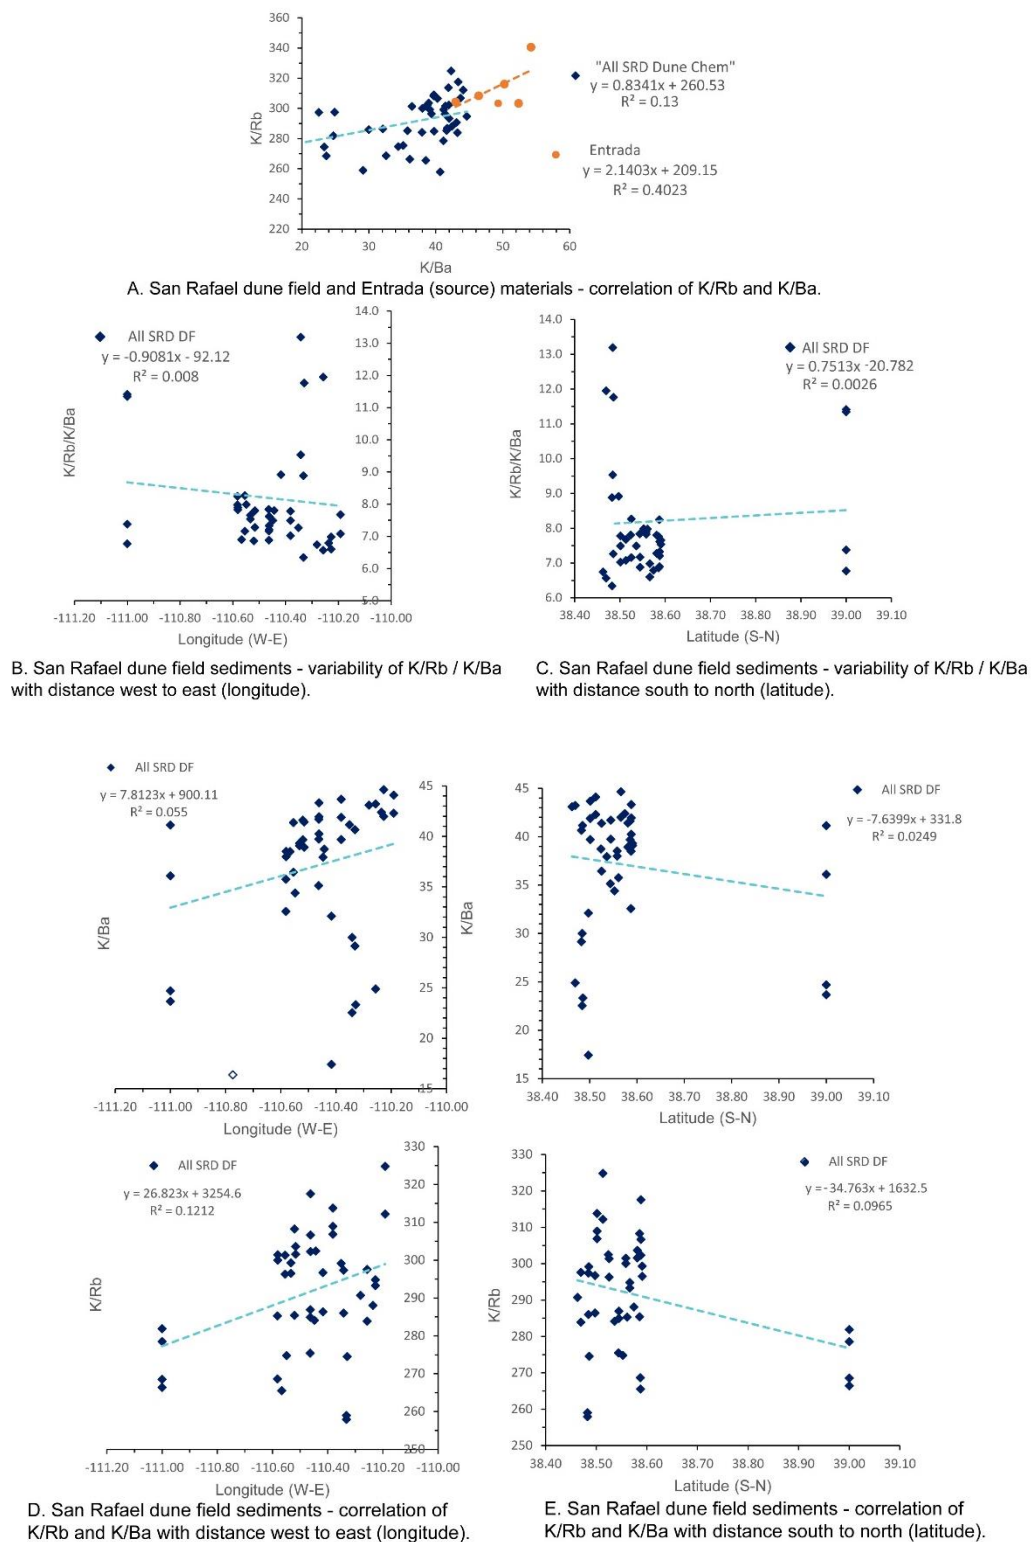 360
340
320
300
280
260
240
220
K/Rb
20 30 40 50 60
K/Ba
"All SRD Dune Chem"
y = 0.8341x + 260.53
R² = 0.13
Entrada
y = 2.1403x + 209.15
R² = 0.4023
A. San Rafael dune field and Entrada (source) materials - correlation of K/Rb and K/Ba.
All SRD DF
y = -0.9081x - 92.12
R² = 0.008
K/Rb/K/Ba
14.0
13.0
12.0
11.0
10.0
9.0
8.0
7.0
6.0
5.0
-111.20 -111.00 -110.80 -110.60 -110.40 -110.20 -110.00
Longitude (W-E)
B. San Rafael dune field sediments - variability of K/Rb / K/Ba
with distance west to east (longitude).
14.0
13.0
12.0
11.0
10.0
9.0
8.0
7.0
6.0
K/Rb/K/Ba
All SRD DF
y = 0.7513x -20.782
R² = 0.0026
38.40 38.50 38.60 38.70 38.80 38.90 39.00 39.10
Latitude (S-N)
C. San Rafael dune field sediments - variability of K/Rb / K/Ba
with distance south to north (latitude).
All SRD DF
y = 7.8123x + 900.11
R² = 0.055
K/Ba
45
40
35
30
25
20
15
-111.20 -111.00 -110.80 -110.60 -110.40 -110.20 -110.00
Longitude (W-E)
K/Ba
45
40
35
30
25
20
15
All SRD DF
y = -7.6399x + 331.8
R² = 0.0249
38.40 38.50 38.60 38.70 38.80 38.90 39.00 39.10
Latitude (S-N)
All SRD DF
y = 26.823x + 3254.6
R² = 0.1212
K/Rb
330
320
310
300
290
280
270
260
250
-111.20 -111.00 -110.80 -110.60 -110.40 -110.20 -110.00
Longitude (W-E)
D. San Rafael dune field sediments - correlation of
K/Rb and K/Ba with distance west to east (longitude).
330
320
310
300
290
280
270
260
250
K/Rb
All SRD DF
y = -34.763x + 1632.5
R² = 0.0965
38.40 38.50 38.60 38.70 38.80 38.90 39.00 39.10
Latitude (S-N)
E. San Rafael dune field sediments - correlation of
K/Rb and K/Ba with distance south to north (latitude).